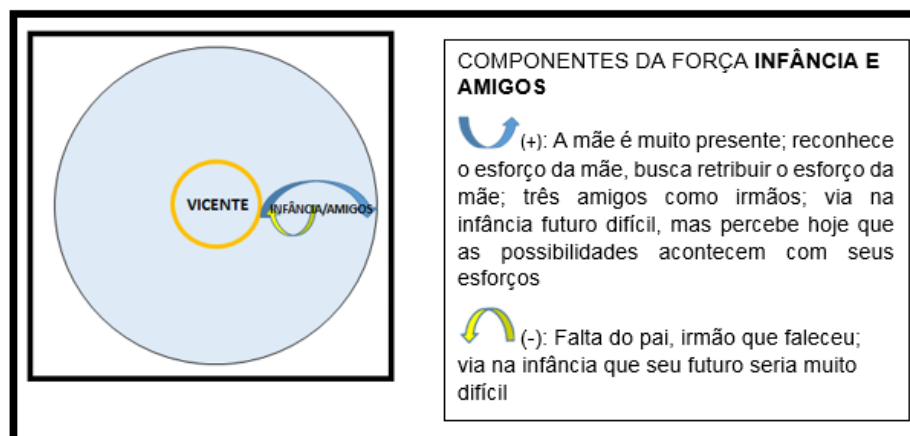 VICENTE
INFÂNCIA/AMIGOS
COMPONENTES DA FORÇA INFÂNCIA E
AMIGOS
(+): A mãe é muito presente; reconhece
o esforço da mãe, busca retribuir o esforço da
mãe; três amigos como irmãos; via na
infância futuro difícil, mas percebe hoje que
as possibilidades acontecem com seus
esforços
(-): Falta do pai, irmão que faleceu;
via na infância que seu futuro seria muito
difícil